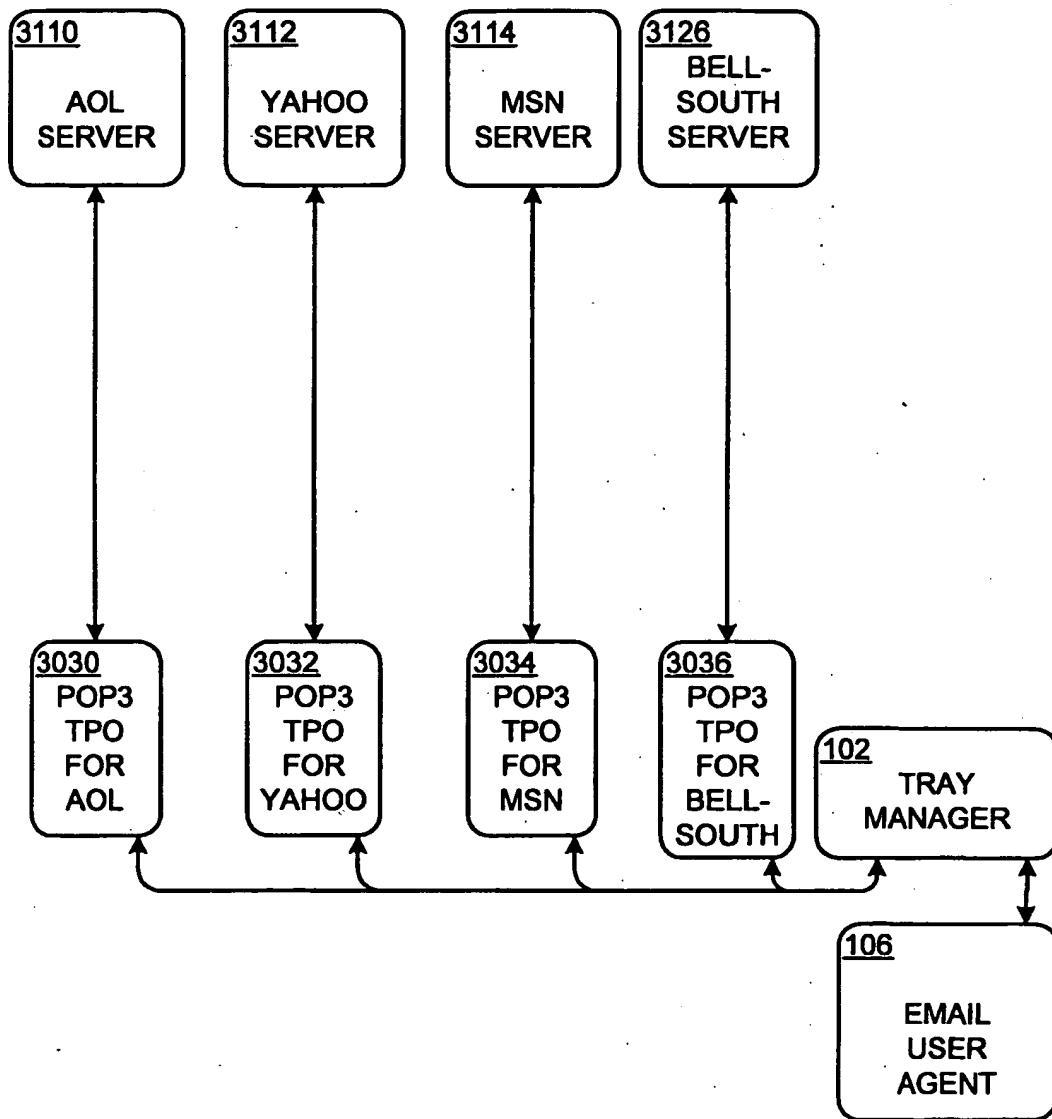 3110
AOL
SERVER
3112
YAHOO
SERVER
3114
MSN
SERVER
3126
BELL-
SOUTH
SERVER
3030
POP3
TPO
FOR
AOL
3032
POP3
TPO
FOR
YAHOO
3034
POP3
TPO
FOR
MSN
3036
POP3
TPO
FOR
BELL-
SOUTH
102
TRAY
MANAGER
106
EMAIL
USER
AGENT